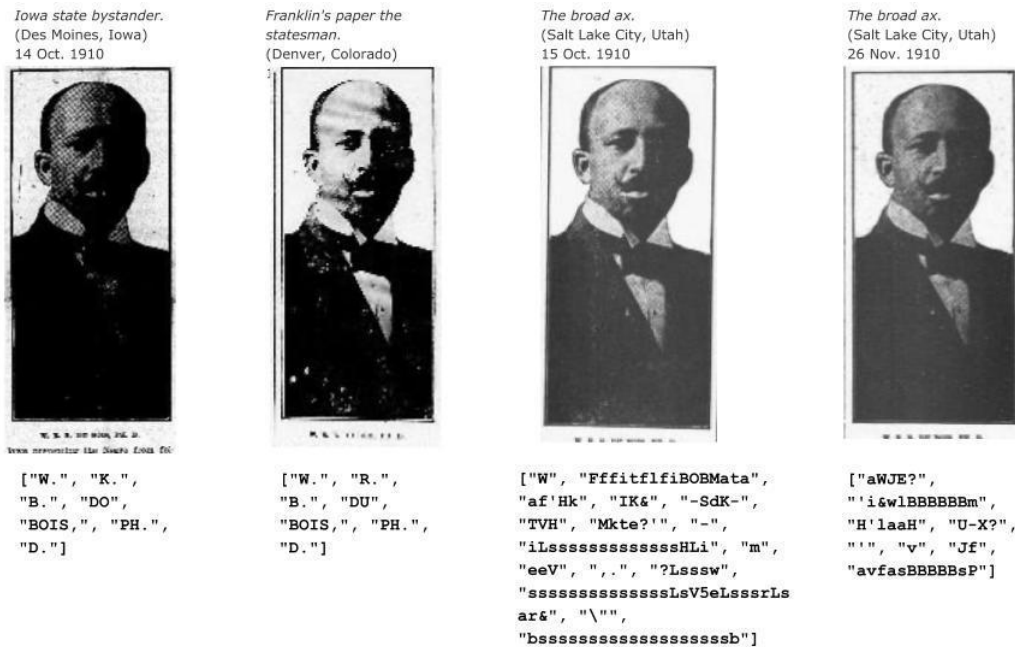 Iowa state bystander.
(Des Moines, Iowa)
14 Oct. 1910
["W.", "K.",
"B.", "DO",
"BOIS,", "PH.",
"D."]
Franklin's paper the
statesman.
(Denver, Colorado)
["W.", "R.",
"B.", "DU
BOIS,", "PH.",
"D."]
The broad ax.
(Salt Lake City, Utah)
15 Oct. 1910
["W", "FffitflfiBOBMata",
"af'Hk", "IK&", "-SdK-",
"TVH", "Mkte?'", "-",
"iLsssssssssssssHLi", "m",
"eeV", ",.", "?Lsssw",
"ssssssssssssssLsV5eLsssrLs
ar&", "\"",
"bsssssssssssssssssssb"]
The broad ax.
(Salt Lake City, Utah)
26 Nov. 1910
["aWJE?",
"'i&wlBBBBBBm",
"H'laaH", "U-X?",
"'", "v", "Jf",
"avfasBBBBBsP"]